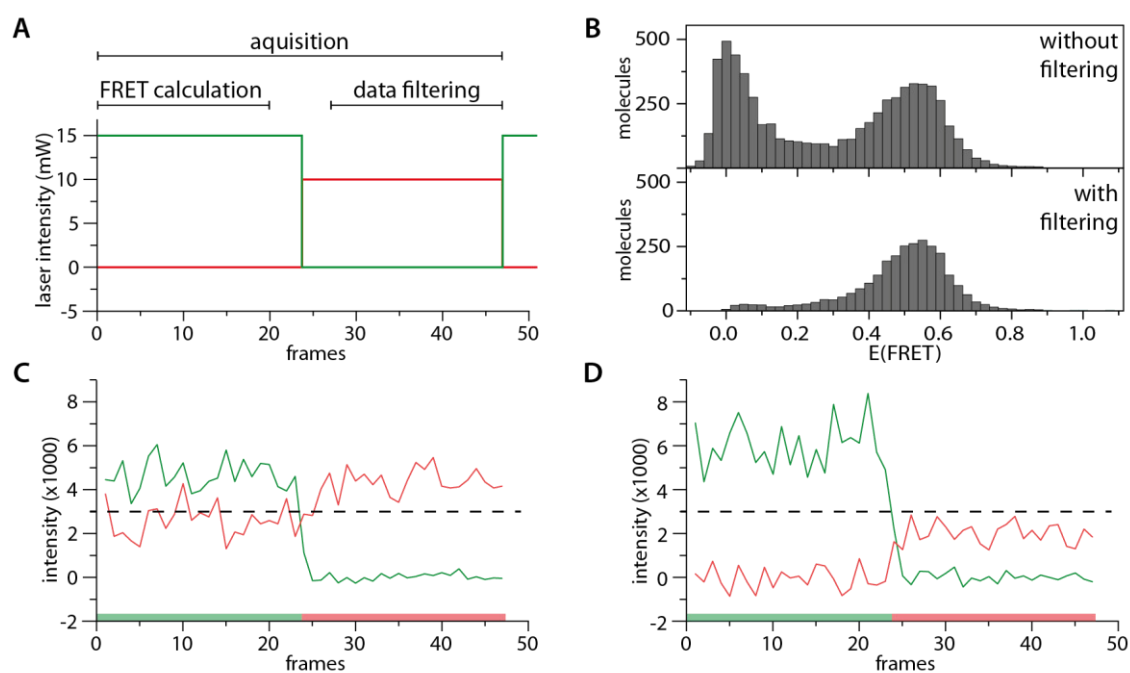 A
aquisition
FRET calculation
data filtering
laser intensity (mW)
15
10
5
0
-5
0 10 20 30 40 50
frames
B
molecules
500
250
without
filtering
molecules
500
250
0
with
filtering
0.0 0.2 0.4 0.6 0.8 1.0
E(FRET)
C
intensity (x1000)
8
6
4
2
0
-2
0 10 20 30 40 50
frames
D
intensity (x1000)
8
6
4
2
0
-2
0 10 20 30 40 50
frames